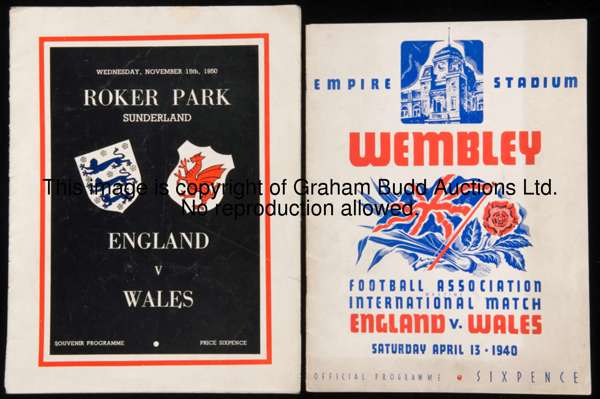 WEDNESDAY, NOVEMBER 15th, 1950
ROKER PARK
SUNDERLAND
ENGLAND
v
WALES
SOUVENIR PROGRAMME
PRICE SIXPENCE
EMPIRE STADIUM
WEMBLEY
FOOTBALL ASSOCIATION
INTERNATIONAL MATCH
ENGLAND V. WALES
SATURDAY APRIL 13 · 1940
OFFICIAL PROGRAMME • SIXPENCE
This image is copyright of Graham Budd Auctions Ltd.
No reproduction allowed.